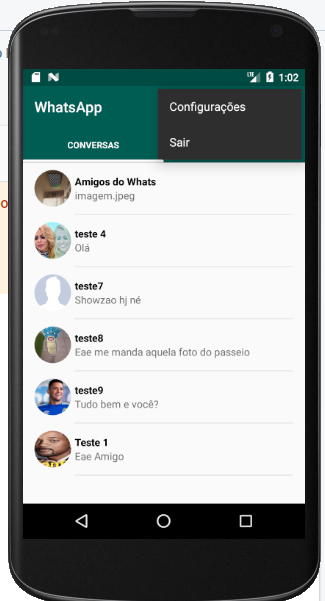 LTE 1:02
WhatsApp
Configurações
CONVERSAS
Sair
Amigos do Whats
imagem.jpeg
teste 4
Olá
teste7
Showzao hj né
teste8
Eae me manda aquela foto do passeio
teste9
Tudo bem e você?
Teste 1
Eae Amigo